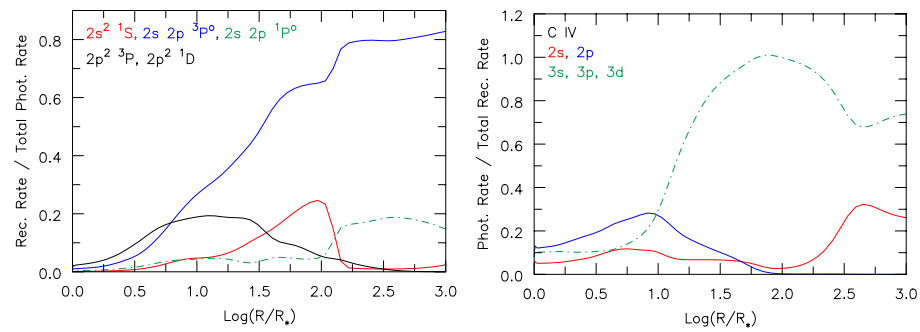 2s² ¹S, 2s 2p ³Pᵒ, 2s 2p ¹Pᵒ
2p² ³P, 2p² ¹D
Rec. Rate / Total Phot. Rate
0.8
0.6
0.4
0.2
0.0
0.0 0.5 1.0 1.5 2.0 2.5 3.0
Log(R/R*)
C IV
2s, 2p
3s, 3p, 3d
Phot. Rate / Total Rec. Rate
1.2
1.0
0.8
0.6
0.4
0.2
0.0
0.0 0.5 1.0 1.5 2.0 2.5 3.0
Log(R/R*)